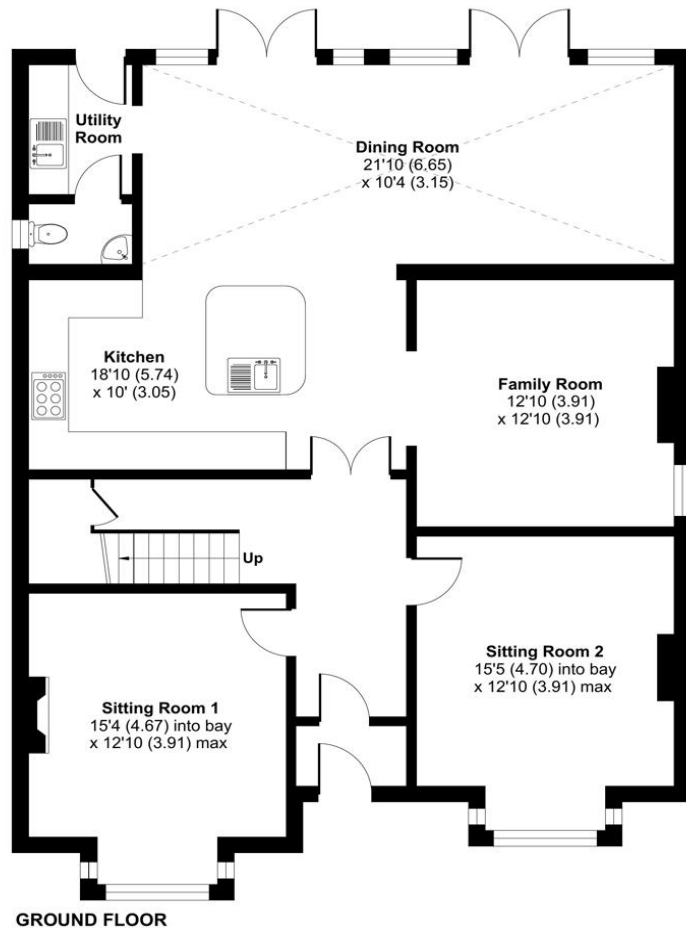 Utility
Room
Dining Room
21'10 (6.65)
x 10'4 (3.15)
Kitchen
18'10 (5.74)
x 10' (3.05)
Family Room
12'10 (3.91)
x 12'10 (3.91)
Up
Sitting Room 2
15'5 (4.70) into bay
x 12'10 (3.91) max
Sitting Room 1
15'4 (4.67) into bay
x 12'10 (3.91) max
GROUND FLOOR